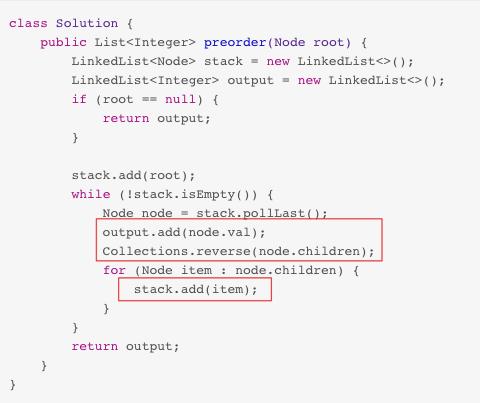 class Solution {
    public List<Integer> preorder(Node root) {
        LinkedList<Node> stack = new LinkedList<>();
        LinkedList<Integer> output = new LinkedList<>();
        if (root == null) {
            return output;
        }

        stack.add(root);
        while (!stack.isEmpty()) {
            Node node = stack.pollLast();
            output.add(node.val);
            Collections.reverse(node.children);
            for (Node item : node.children) {
                stack.add(item);
            }
        }
        return output;
    }
}